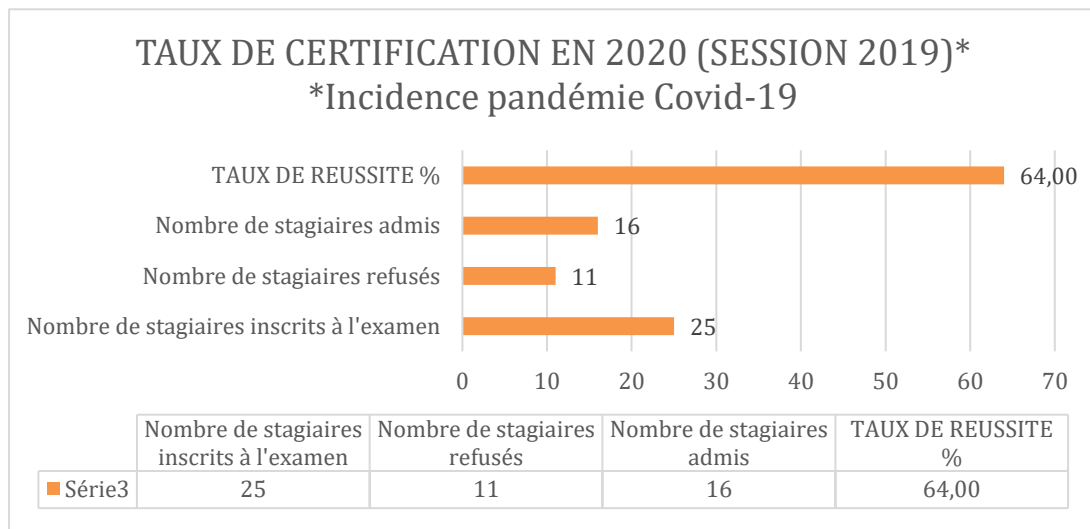 TAUX DE CERTIFICATION EN 2020 (SESSION 2019)*
*Incidence pandémie Covid-19
TAUX DE REUSSITE %
64,00
Nombre de stagiaires admis
16
Nombre de stagiaires refusés
11
Nombre de stagiaires inscrits à l'examen
25
0 10 20 30 40 50 60 70
Nombre de stagiaires inscrits à l'examen
Nombre de stagiaires refusés
Nombre de stagiaires admis
TAUX DE REUSSITE %
Série3 25 11 16 64,00